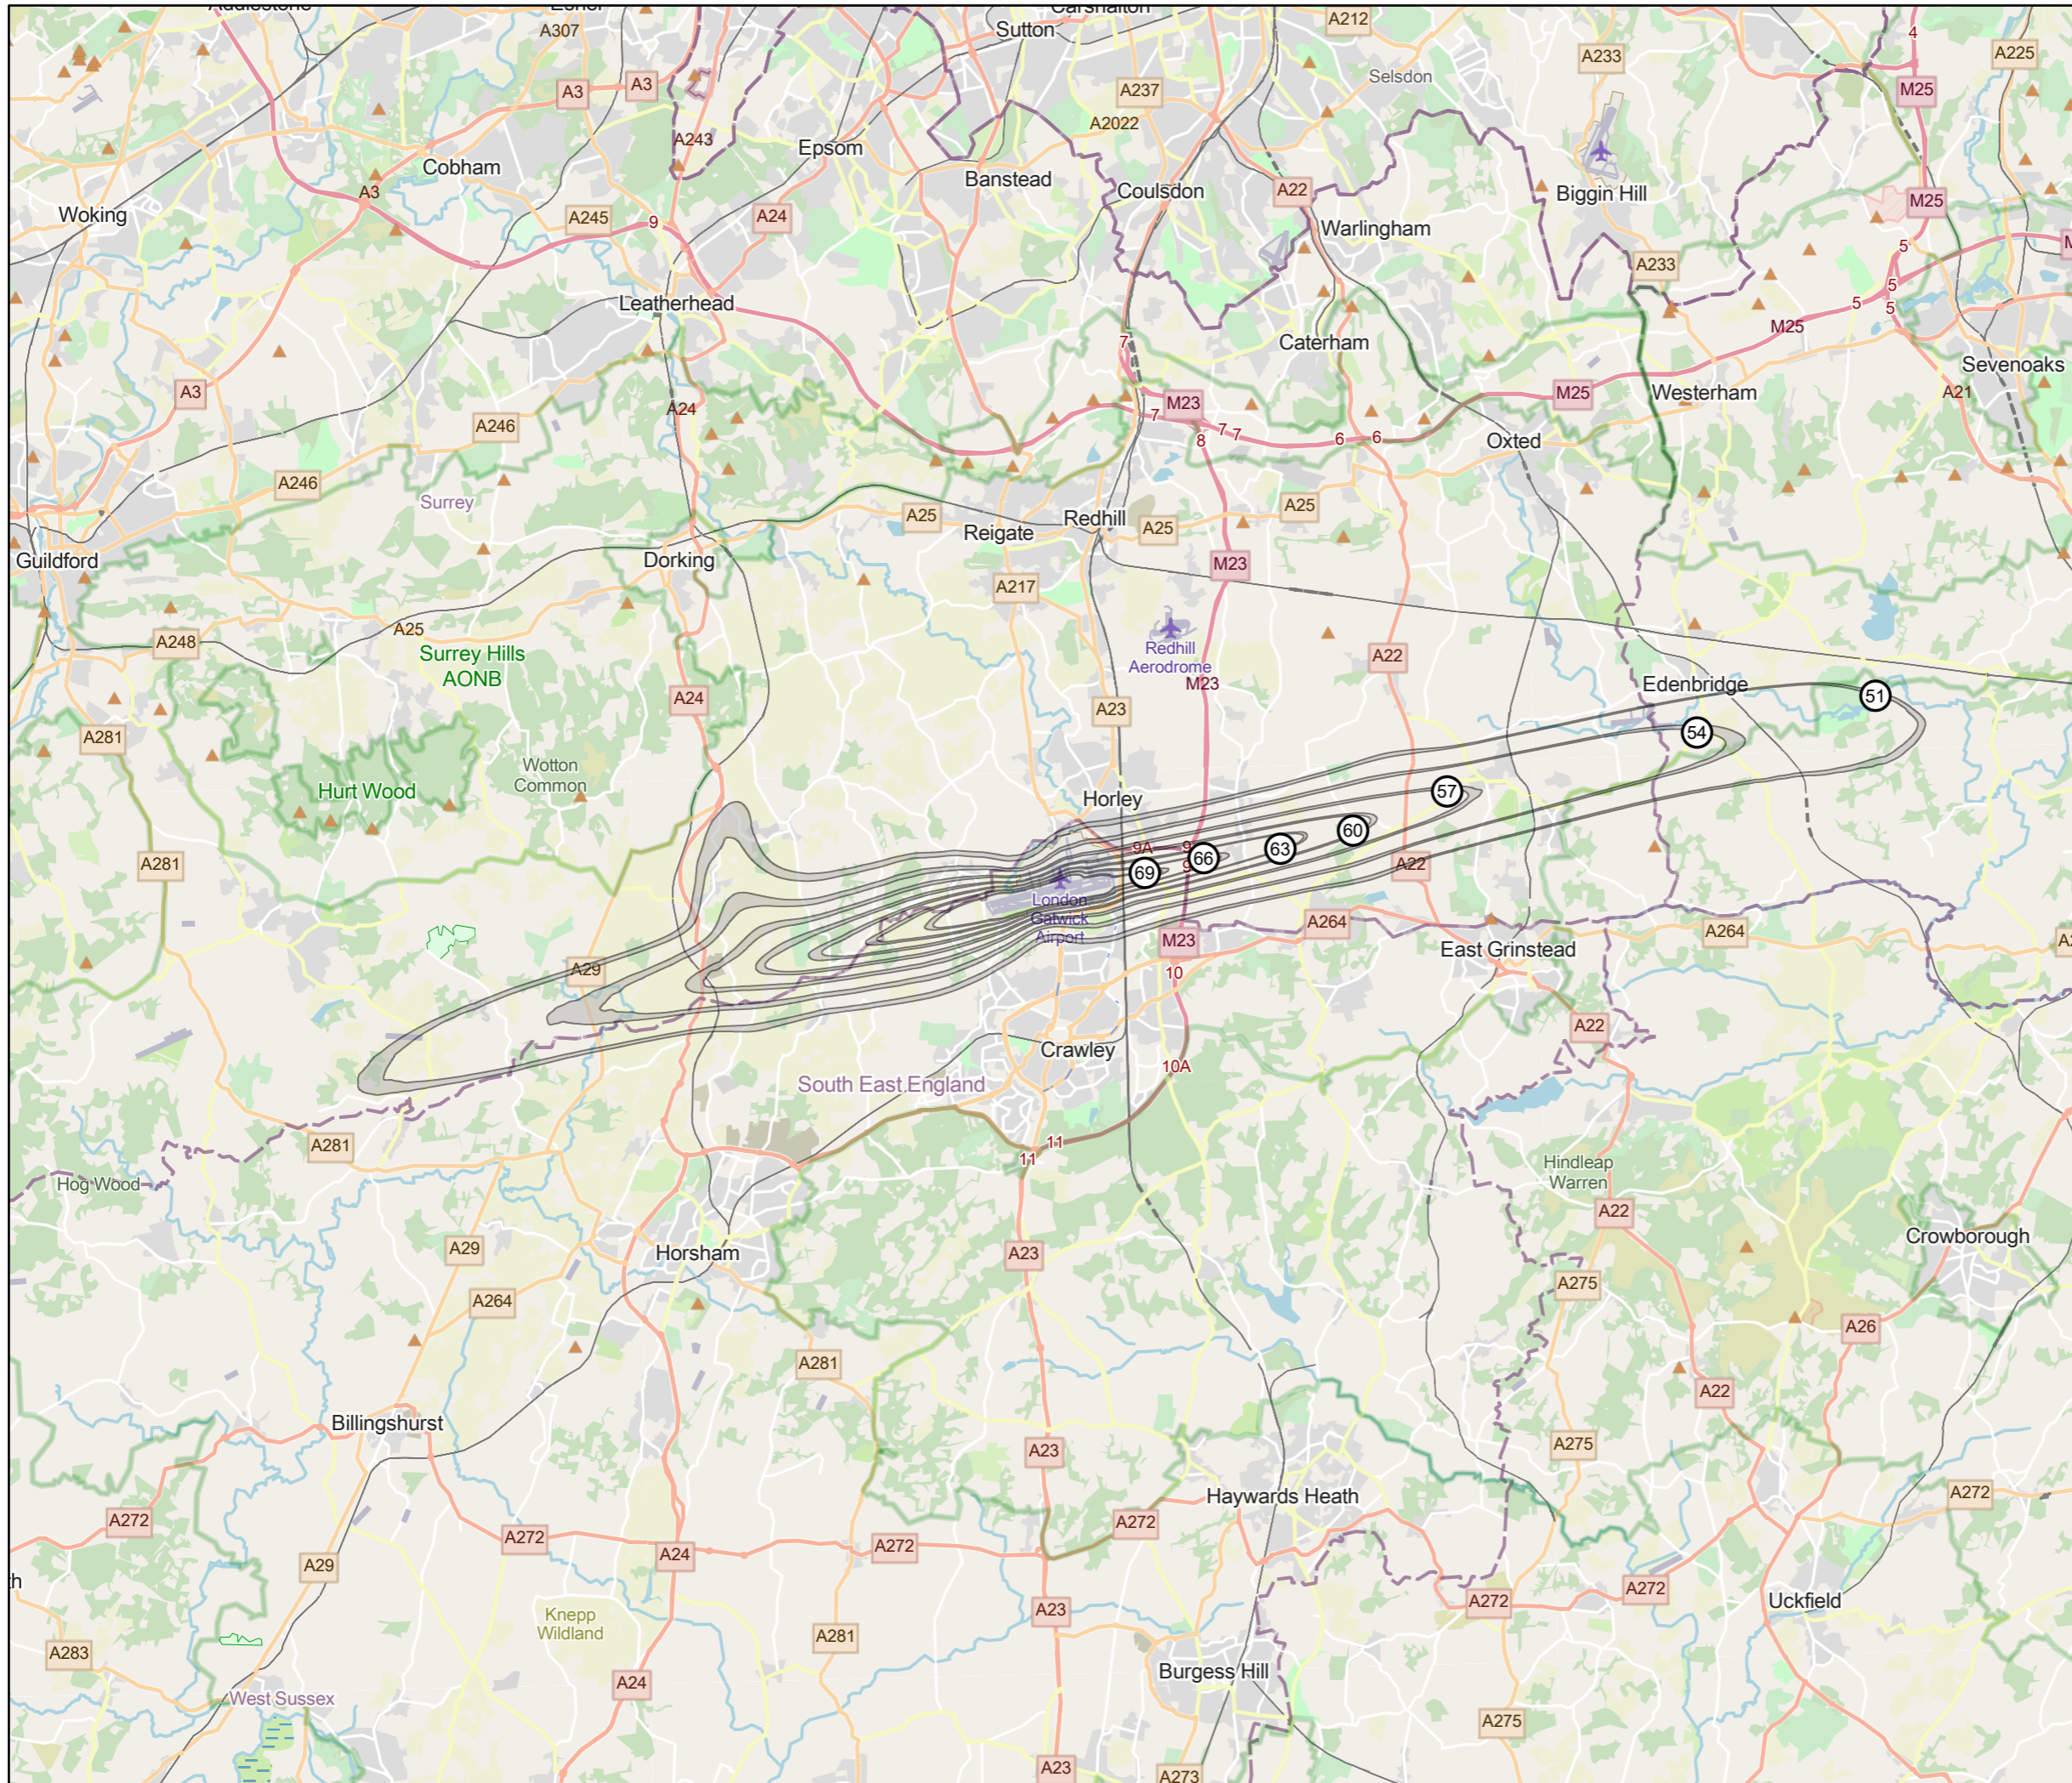 A307
Sutton
A212
A233
4
A225
A3
A3
A237
Selsdon
M25
A243
A2022
Epsom
Cobham
Banstead
Coulsdon
A22
Biggin Hill
A3
M25
Woking
A245
9
A24
Warlingham
5
A233
5
Leatherhead
5
5
M25
7
Caterham
Sevenoaks
A3
A24
M23
M25
Westerham
A21
7
A246
7
7
8
6
6
Oxted
A246
Surrey
A25
A25
Reigate
Redhill
A25
Guildford
Dorking
M23
A217
A25
A248
Redhill
Aerodrome
Surrey Hills
AONB
A22
M23
Edenbridge
51
A24
A23
54
A281
Wotton
Common
Hurt Wood
57
Horley
60
9A
9
63
66
9
69
A22
A281
London
Gatwick
Airport
A264
A264
M23
East Grinstead
A29
10
A22
Crawley
10A
South East England
11
11
A281
Hindleap
Warren
Hog Wood
A22
Crowborough
A29
Horsham
A23
A275
A264
A26
A281
A22
Billingshurst
A275
A23
A272
Haywards Heath
A272
A272
A272
A272
A24
A29
A272
A272
Uckfield
Knepp
Wildland
A23
A281
A283
Burgess Hill
A24
West Sussex
A275
A23
A273